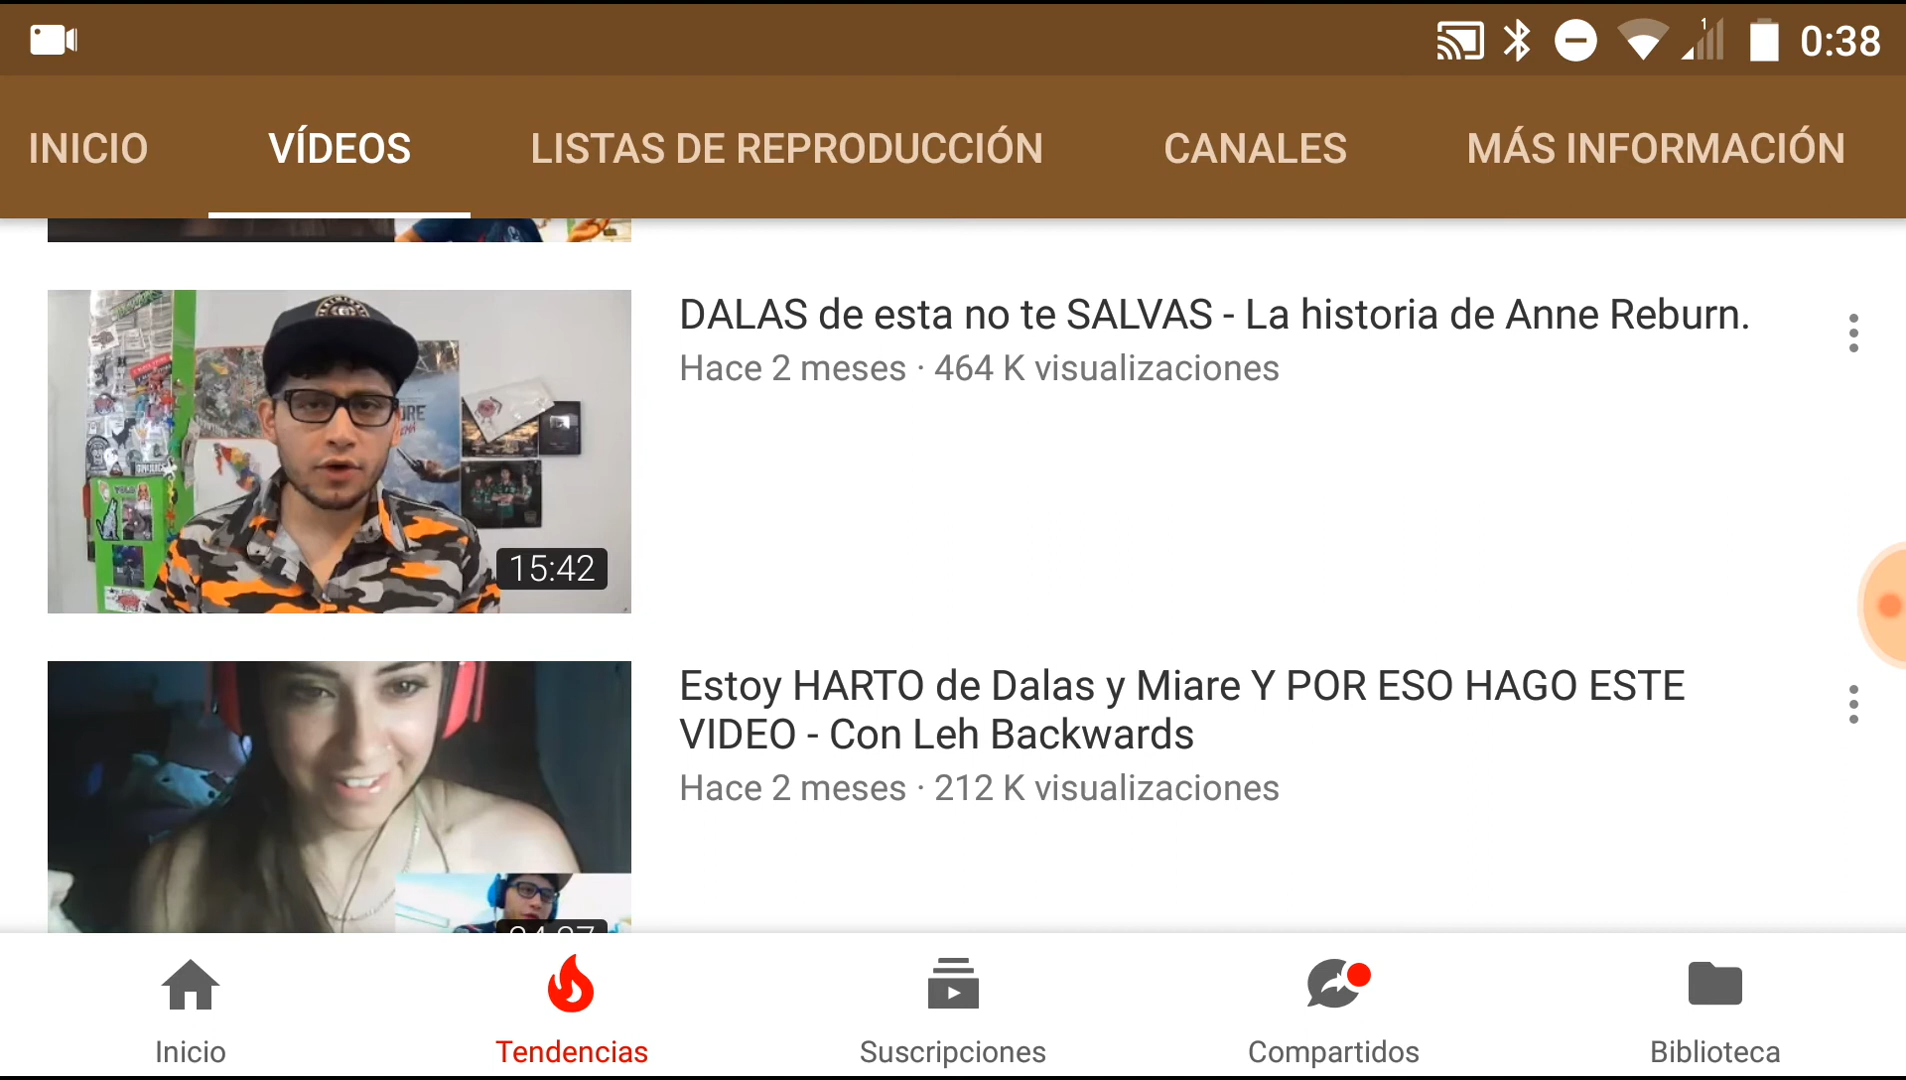 0:38
INICIO VÍDEOS LISTAS DE REPRODUCCIÓN CANALES MÁS INFORMACIÓN
DALAS de esta no te SALVAS - La historia de Anne Reburn.
Hace 2 meses · 464 K visualizaciones
15:42
Estoy HARTO de Dalas y Miare Y POR ESO HAGO ESTE
VIDEO - Con Leh Backwards
Hace 2 meses · 212 K visualizaciones
Inicio Tendencias Suscripciones Compartidos Biblioteca